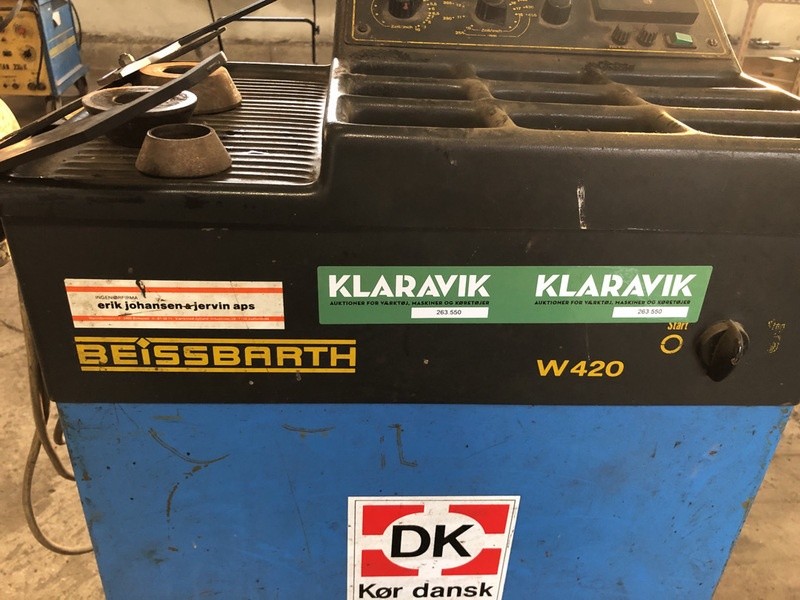 INGENIØRFIRMA
erik johansen & jervin aps
KLARAVIK
AUKTIONER FOR VÆRKTØJ, MASKINER OG KØRETØJER
263 550
KLARAVIK
AUKTIONER FOR VÆRKTØJ, MASKINER OG KØRETØJER
263 550
Start
BEISSBARTH
W 420
DK
Kør dansk